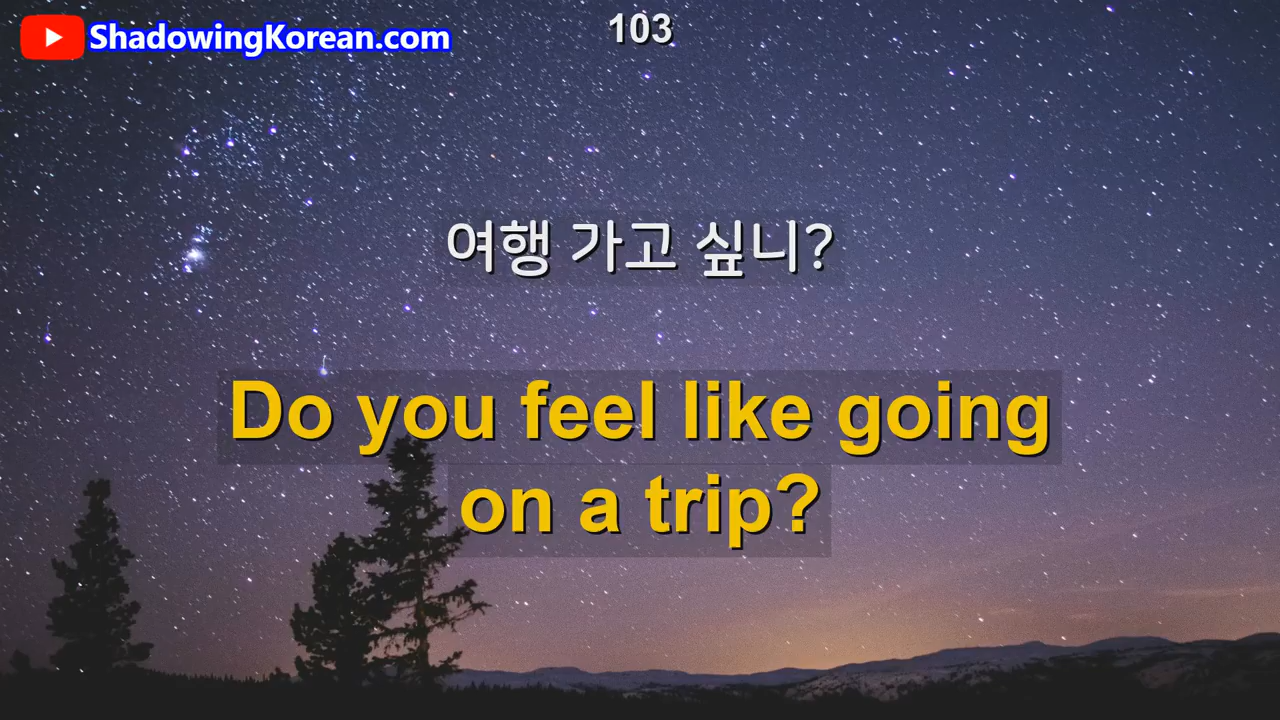 ShadowingKorean.com
103
여행 가고 싶니?
Do you feel like going
on a trip?